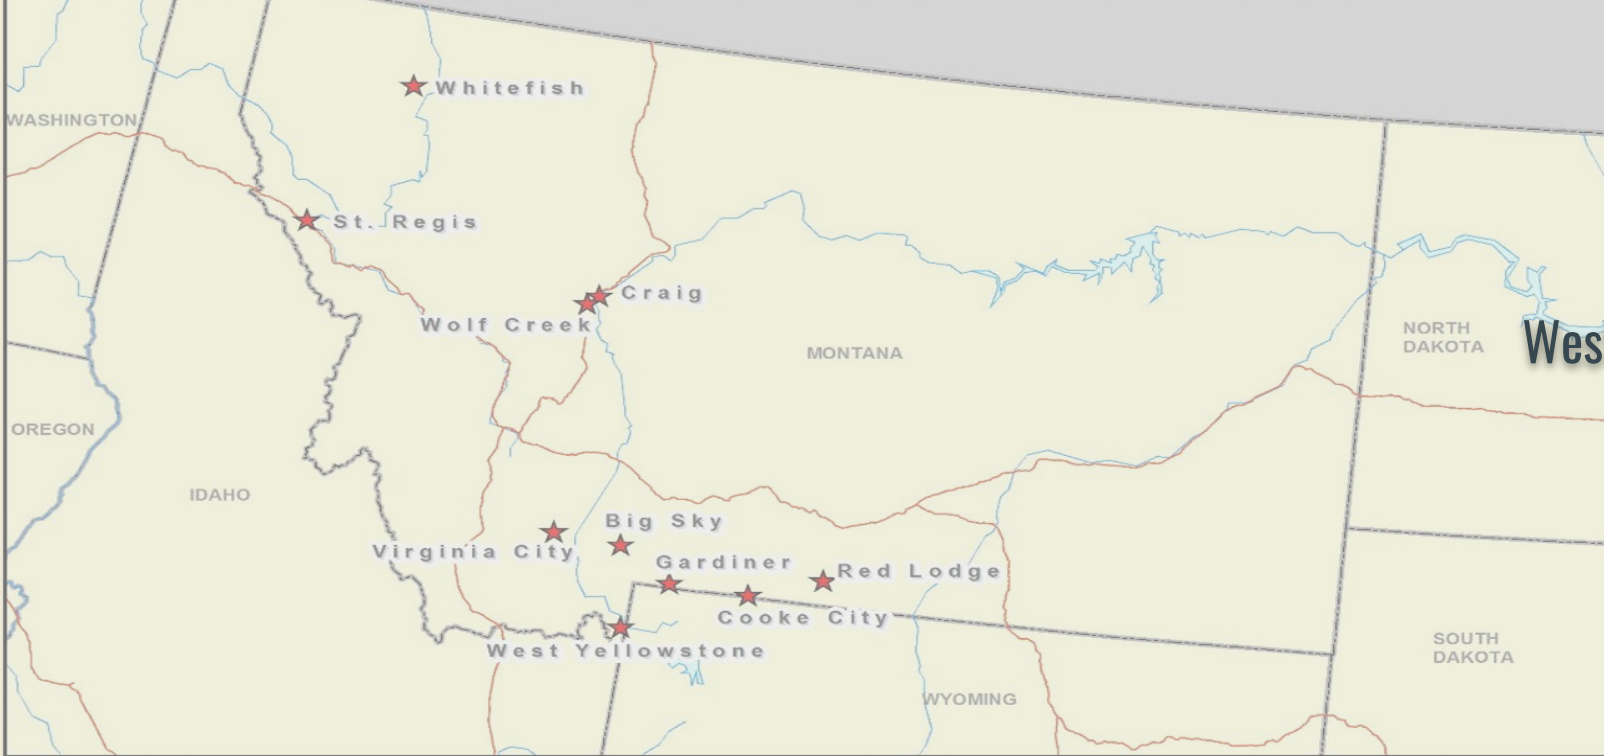 Whitefish
WASHINGTON
St. Regis
Craig
Wolf Creek
MONTANA
NORTH
DAKOTA
Wes
OREGON
IDAHO
Big Sky
Virginia City
Gardiner
Red Lodge
Cooke City
West Yellowstone
SOUTH
DAKOTA
WYOMING